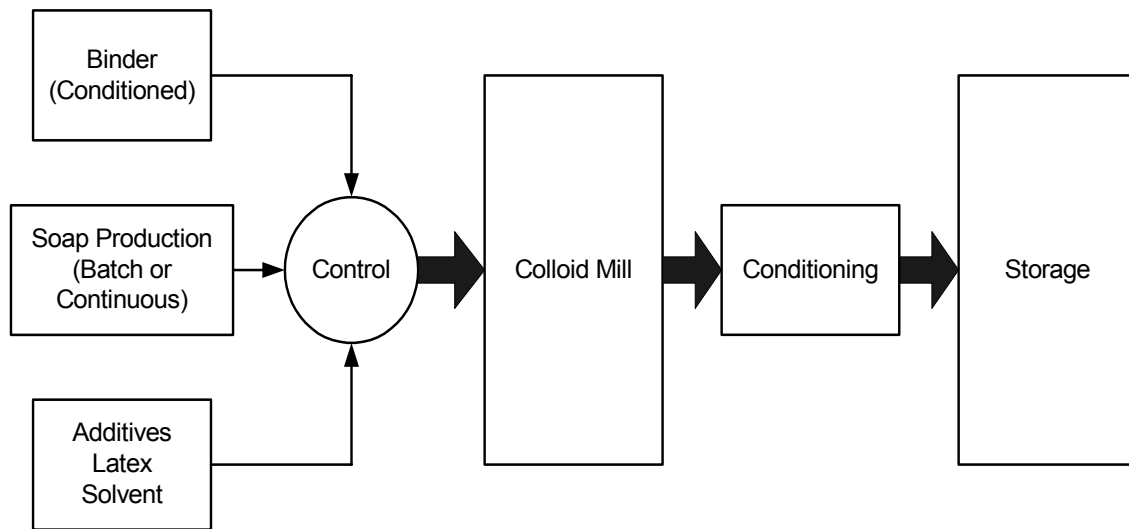 Binder
(Conditioned)
Soap Production
(Batch or
Continuous)
Additives
Latex
Solvent
Control
Colloid Mill
Conditioning
Storage